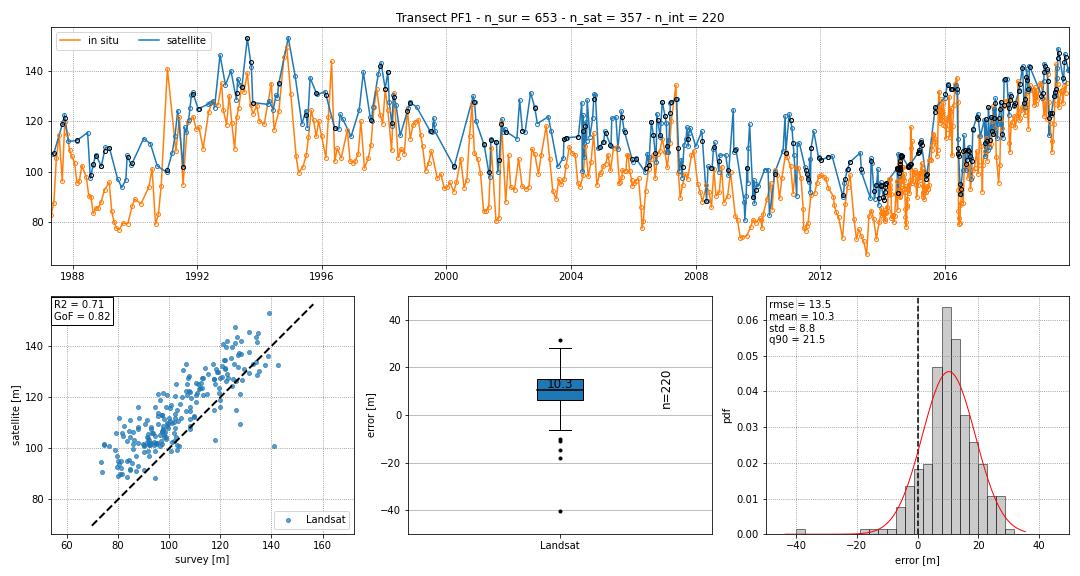 Transect PF1 - n_sur = 653 - n_sat = 357 - n_int = 220
in situ
satellite
140
120
100
80
1988
1992
1996
2000
2004
2008
2012
2016
R2 = 0.71
GoF = 0.82
140
120
100
80
satellite [m]
Landsat
60
80
100
120
140
160
survey [m]
40
20
0
−20
−40
error [m]
10.3
n=220
Landsat
rmse = 13.5
mean = 10.3
std = 8.8
q90 = 21.5
0.06
0.05
0.04
0.03
0.02
0.01
0.00
pdf
−40
−20
0
20
40
error [m]